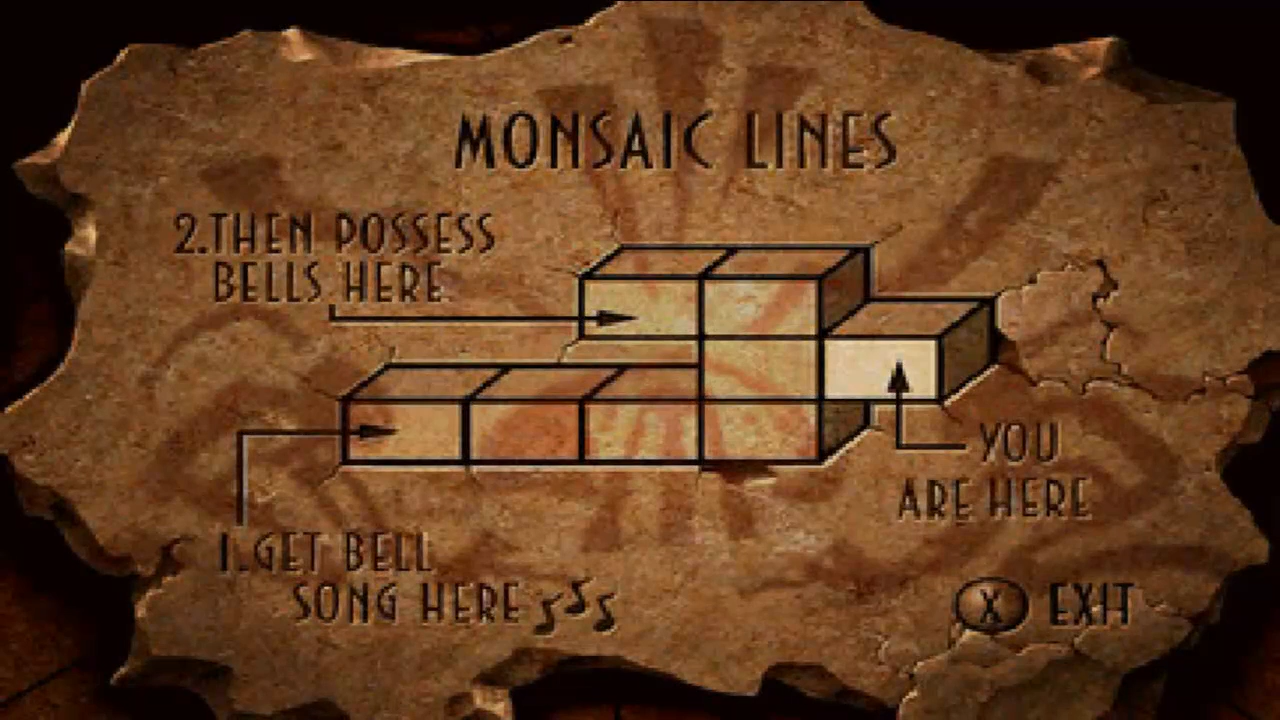 MONSAIC LINES
2.THEN POSSESS
BELLS HERE
YOU
ARE HERE
1.GET BELL
SONG HERE
X EXIT